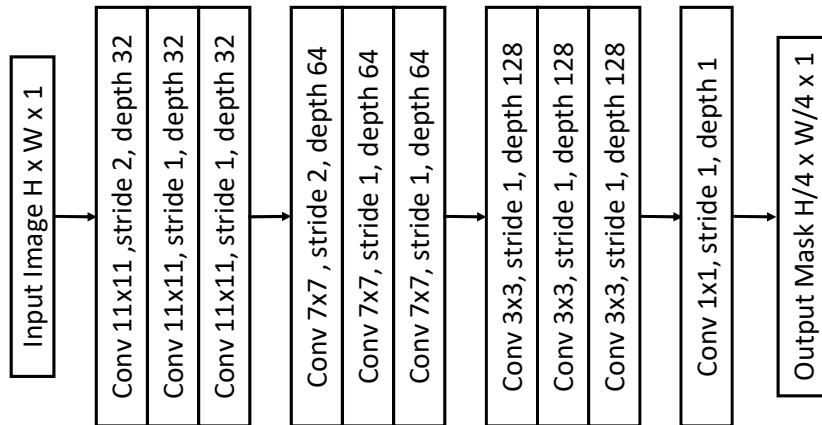 Input Image H x W x 1
Conv 11x11 ,stride 2, depth 32
Conv 11x11, stride 1, depth 32
Conv 11x11, stride 1, depth 32
Conv 7x7 , stride 2, depth 64
Conv 7x7, stride 1, depth 64
Conv 7x7, stride 1, depth 64
Conv 3x3, stride 1, depth 128
Conv 3x3, stride 1, depth 128
Conv 3x3, stride 1, depth 128
Conv 1x1, stride 1, depth 1
Output Mask H/4 x W/4 x 1